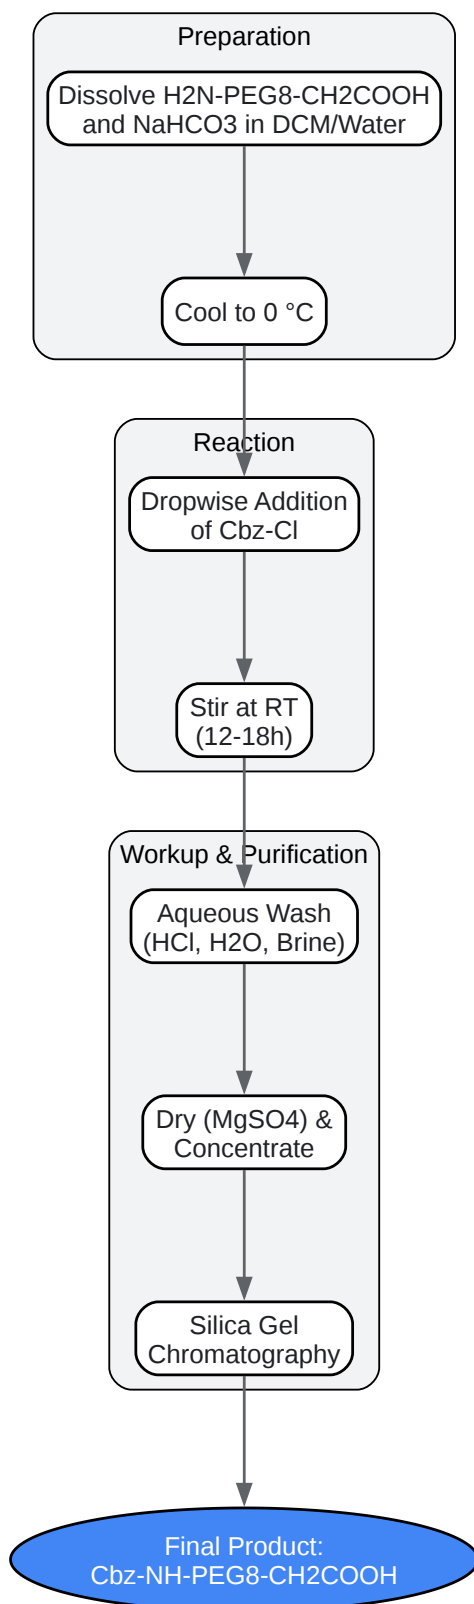 Preparation
Dissolve H2N-PEG8-CH2COOH
and NaHCO3 in DCM/Water
Cool to 0 °C
Reaction
Dropwise Addition
of Cbz-Cl
Stir at RT
(12-18h)
Workup & Purification
Aqueous Wash
(HCl, H2O, Brine)
Dry (MgSO4) &
Concentrate
Silica Gel
Chromatography
Final Product:
Cbz-NH-PEG8-CH2COOH